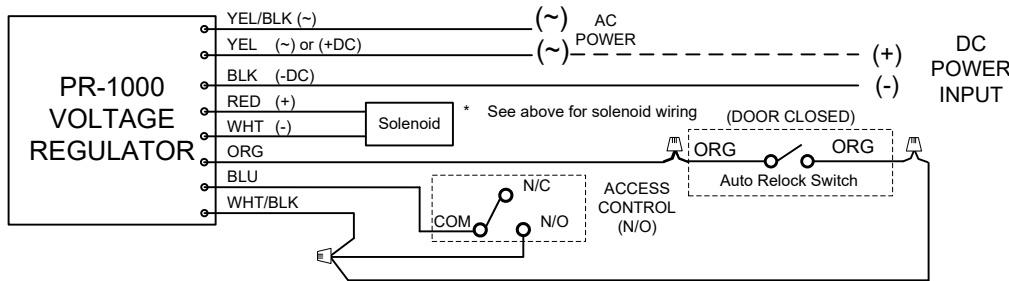 PR-1000
VOLTAGE
REGULATOR
YEL/BLK (~)
YEL (~) or (+DC)
BLK (-DC)
RED (+)
WHT (-)
ORG
BLU
WHT/BLK
(~)
(~)
AC
POWER
(+)
(-)
DC
POWER
INPUT
Solenoid
* See above for solenoid wiring
(DOOR CLOSED)
ORG ORG
Auto Relock Switch
N/C
COM N/O
ACCESS
CONTROL
(N/O)